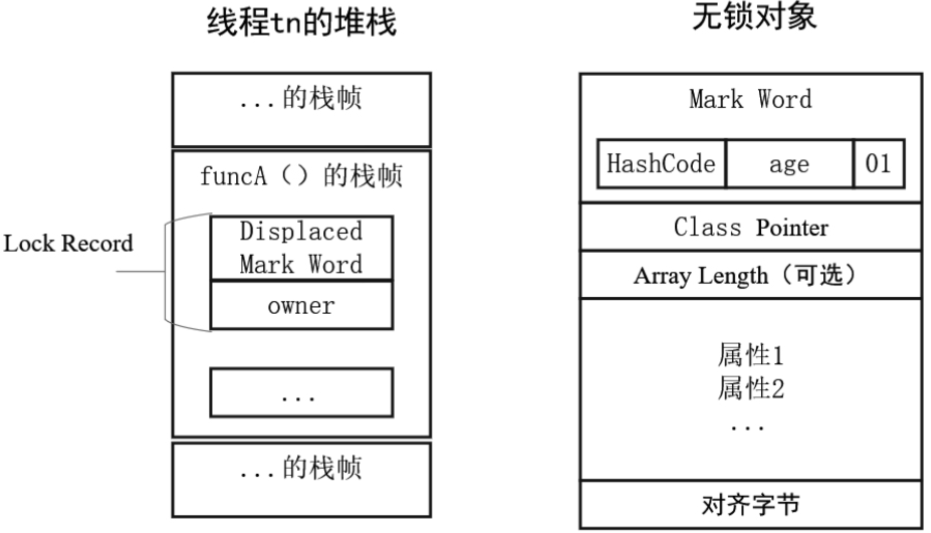 线程tn的堆栈
...的栈帧
funcA（）的栈帧
Lock Record
Displaced
Mark Word
owner
...
...的栈帧
无锁对象
Mark Word
HashCode age 01
Class Pointer
Array Length（可选）
属性1
属性2
...
对齐字节